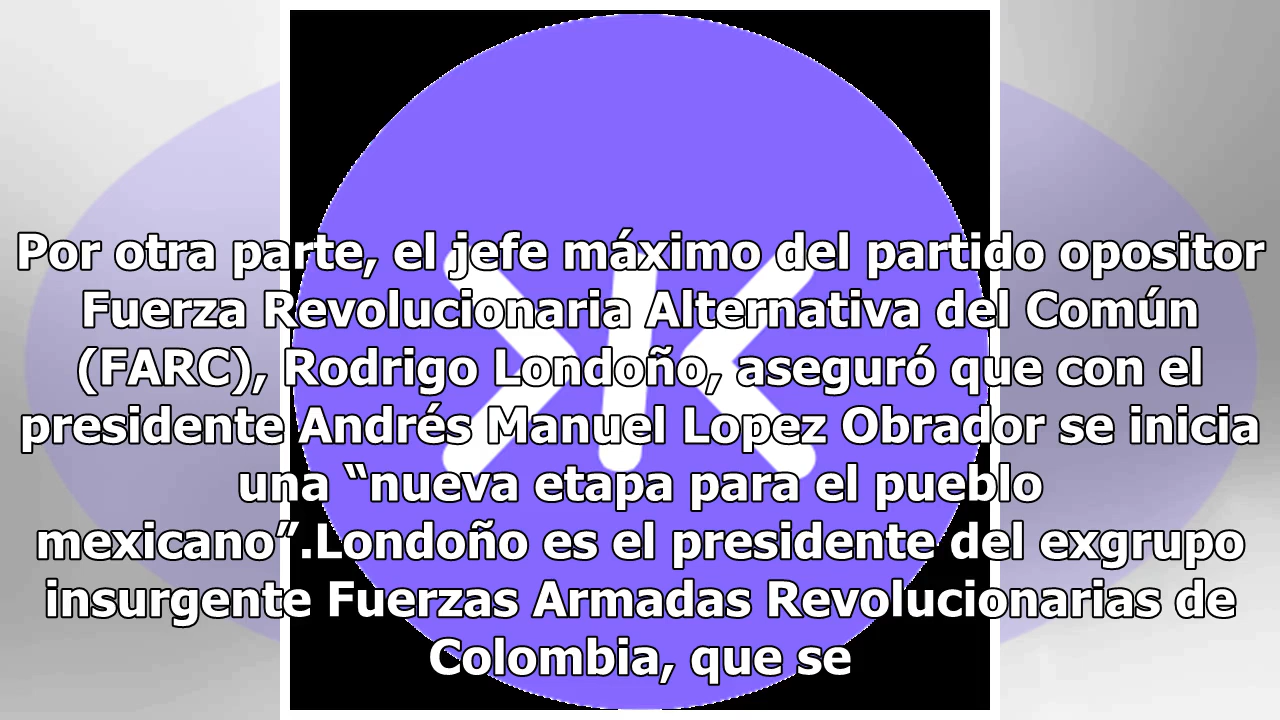 Por otra parte, el jefe máximo del partido opositor
Fuerza Revolucionaria Alternativa del Común
(FARC), Rodrigo Londoño, aseguró que con el
presidente Andrés Manuel Lopez Obrador se inicia
una “nueva etapa para el pueblo
mexicano”.Londoño es el presidente del exgrupo
insurgente Fuerzas Armadas Revolucionarias de
Colombia, que se